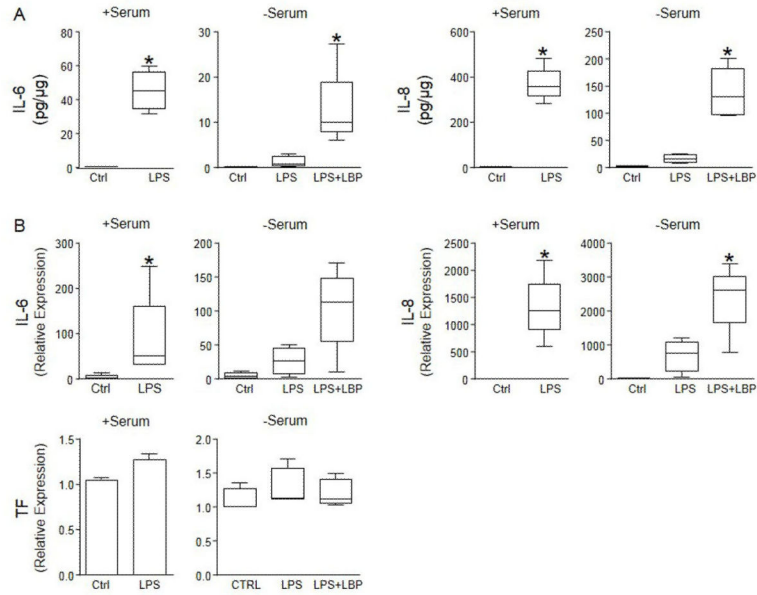 A
+Serum
-Serum
+Serum
-Serum
IL-6
(pg/µg)
80
60
40
20
0
*
Ctrl LPS
30
20
10
0
*
Ctrl LPS LPS+LBP
IL-8
(pg/µg)
600
400
200
0
*
Ctrl LPS
250
200
150
100
50
0
*
Ctrl LPS LPS+LBP
B
+Serum
-Serum
+Serum
-Serum
IL-6
(Relative Expression)
300
200
100
0
*
Ctrl LPS
200
150
100
50
0
Ctrl LPS LPS+LBP
IL-8
(Relative Expression)
2500
2000
1500
1000
500
0
*
Ctrl LPS
4000
3000
2000
1000
0
*
Ctrl LPS LPS+LBP
+Serum
-Serum
TF
(Relative Expression)
1.5
1.0
0.5
0.0
Ctrl LPS
2.0
1.5
1.0
0.5
0.0
CTRL LPS LPS+LBP